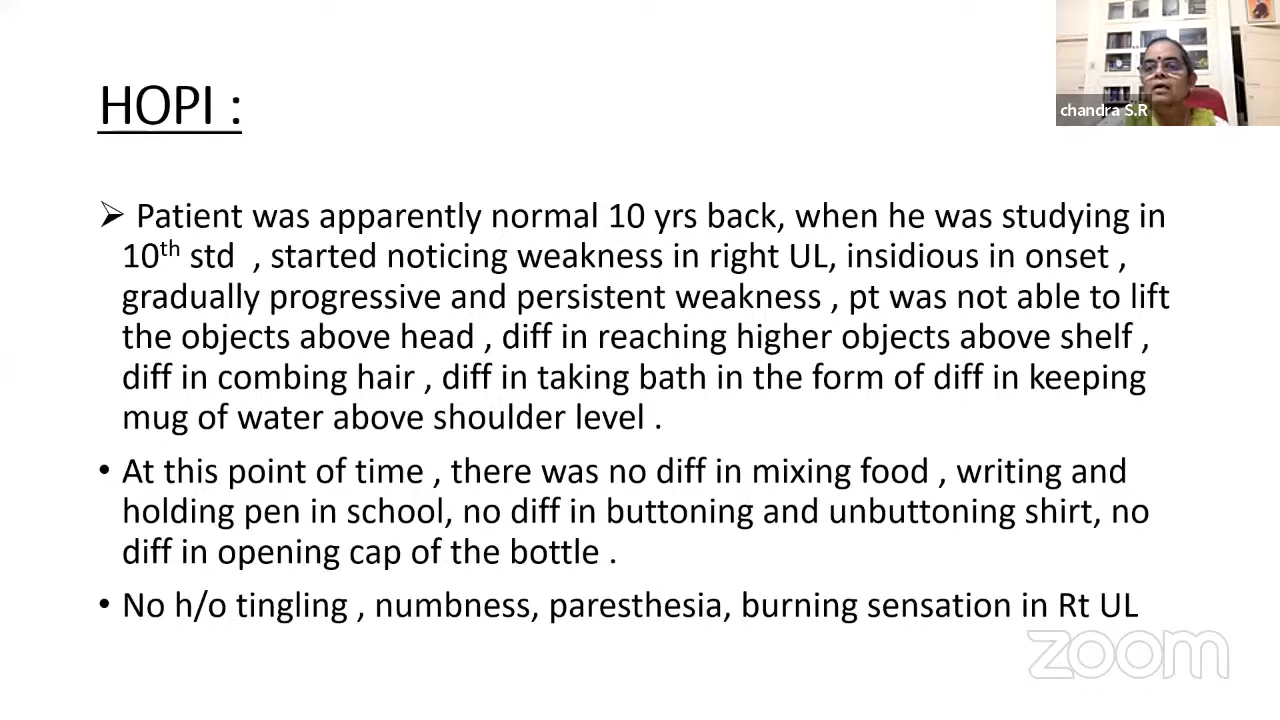 chandra S.R
HOPI :
➢ Patient was apparently normal 10 yrs back, when he was studying in
10th std , started noticing weakness in right UL, insidious in onset ,
gradually progressive and persistent weakness , pt was not able to lift
the objects above head , diff in reaching higher objects above shelf ,
diff in combing hair , diff in taking bath in the form of diff in keeping
mug of water above shoulder level .
• At this point of time , there was no diff in mixing food , writing and
holding pen in school, no diff in buttoning and unbuttoning shirt, no
diff in opening cap of the bottle .
• No h/o tingling , numbness, paresthesia, burning sensation in Rt UL
zoom